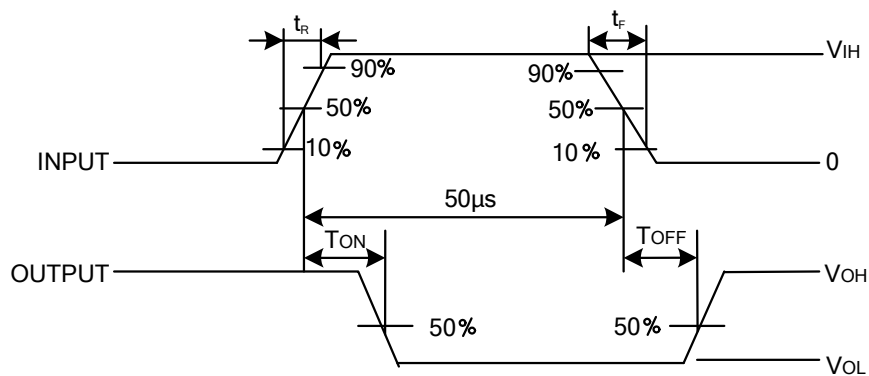 tR
tF
VIH
90%
90%
50%
50%
10%
10%
INPUT
0
50µs
TON
TOFF
OUTPUT
VOH
50%
50%
VOL